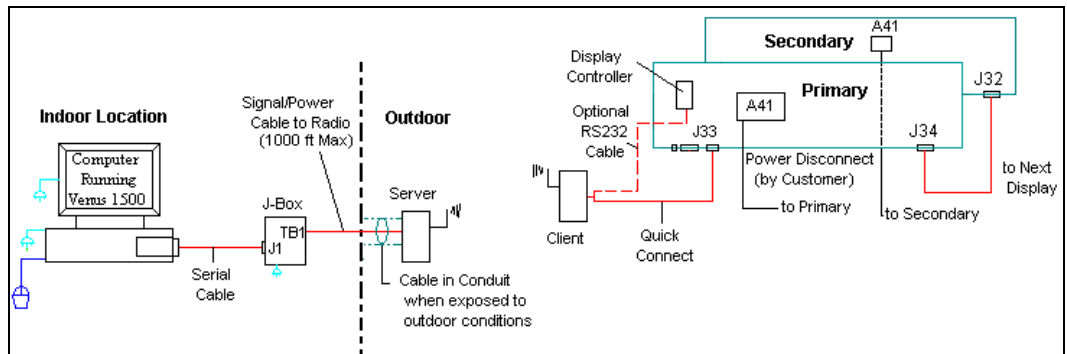 Indoor Location
Computer
Running
Venus 1500
Serial
Cable
J-Box
TB1
J1
Signal/Power
Cable to Radio
(1000 ft Max)
Outdoor
Server
Cable in Conduit
when exposed to
outdoor conditions
Display
Controller
Optional
RS232
Cable
Client
Quick
Connect
Secondary
A41
Primary
A41
J32
J33
J34
Power Disconnect
(by Customer)
to Primary
to Secondary
to Next
Display